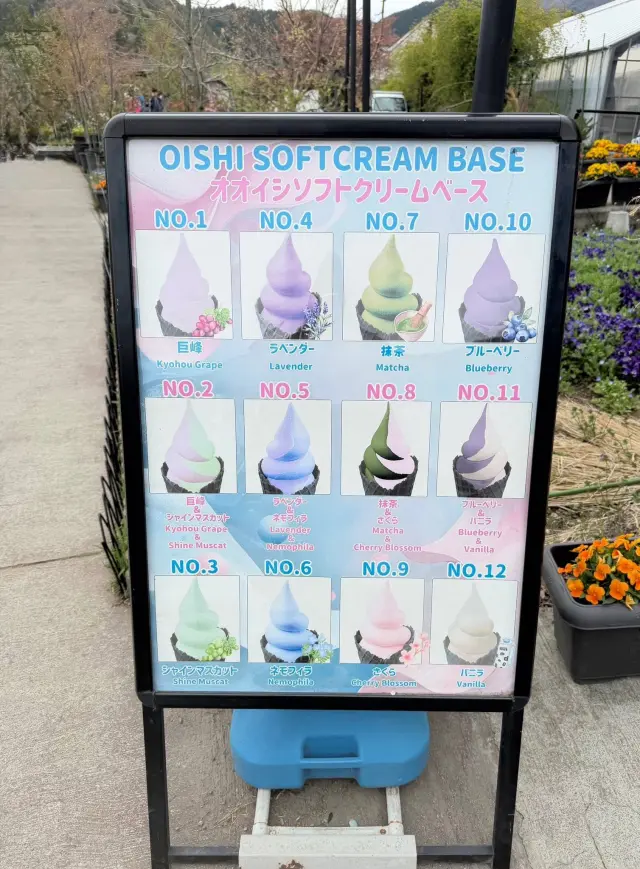 OISHI SOFTCREAM BASE
オオイシソフトクリームベース
NO.1
NO.4
NO.7
NO.10
巨峰
Kyohou Grape
ラベンダー
Lavender
抹茶
Matcha
ブルーベリー
Blueberry
NO.2
NO.5
NO.8
NO.11
巨峰
&
シャインマスカット
Kyohou Grape
&
Shine Muscat
ラベンダー
&
ネモフィラ
Lavender
&
Nemophila
抹茶
&
さくら
Matcha
&
Cherry Blossom
ブルーベリー
&
バニラ
Blueberry
&
Vanilla
NO.3
NO.6
NO.9
NO.12
シャインマスカット
Shine Muscat
ネモフィラ
Nemophila
さくら
Cherry Blossom
バニラ
Vanilla